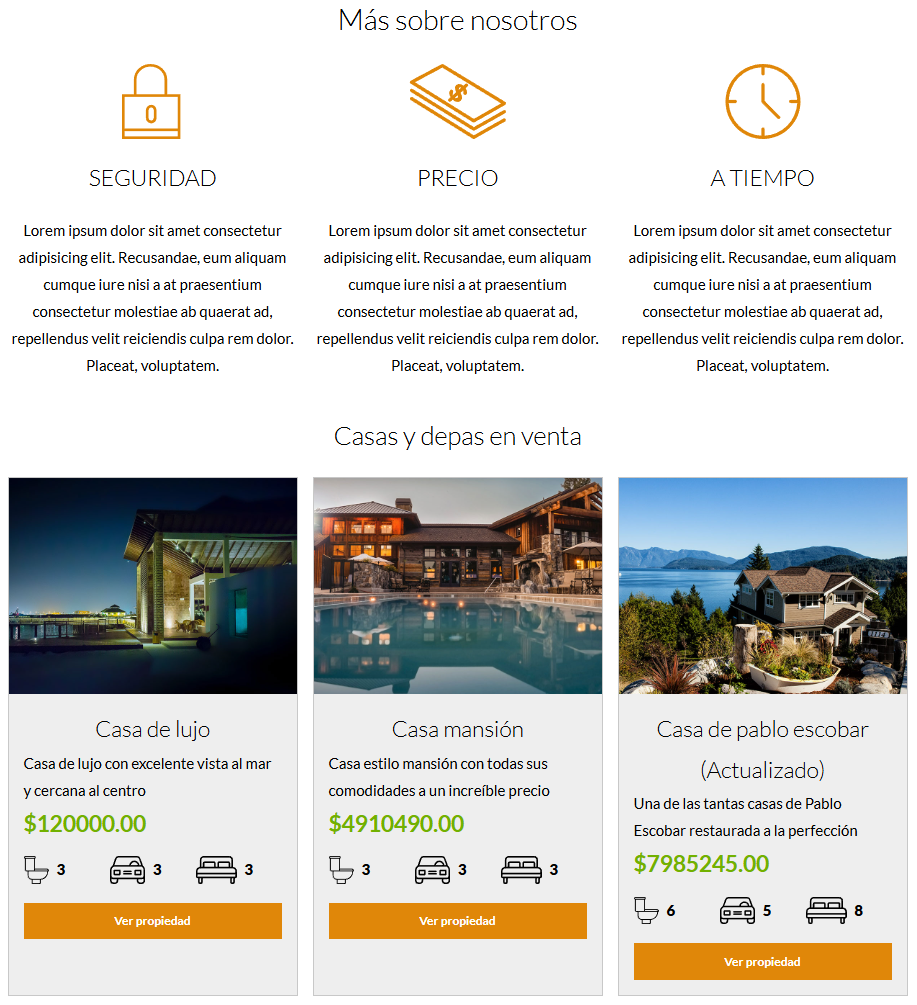 Más sobre nosotros
SEGURIDAD
Lorem ipsum dolor sit amet consectetur
adipisicing elit. Recusandae, eum aliquam
cumque iure nisi a at praesentium
consectetur molestiae ab quaerat ad,
repellendus velit reiciendis culpa rem dolor.
Placeat, voluptatem.
$
PRECIO
Lorem ipsum dolor sit amet consectetur
adipisicing elit. Recusandae, eum aliquam
cumque iure nisi a at praesentium
consectetur molestiae ab quaerat ad,
repellendus velit reiciendis culpa rem dolor.
Placeat, voluptatem.
A TIEMPO
Lorem ipsum dolor sit amet consectetur
adipisicing elit. Recusandae, eum aliquam
cumque iure nisi a at praesentium
consectetur molestiae ab quaerat ad,
repellendus velit reiciendis culpa rem dolor.
Placeat, voluptatem.
Casas y depas en venta
Casa de lujo
Casa de lujo con excelente vista al mar
y cercana al centro
$120000.00
3 3 3
Ver propiedad
Casa mansión
Casa estilo mansión con todas sus
comodidades a un increíble precio
$4910490.00
3 3 3
Ver propiedad
Casa de pablo escobar
(Actualizado)
Una de las tantas casas de Pablo
Escobar restaurada a la perfección
$7985245.00
6 5 8
Ver propiedad